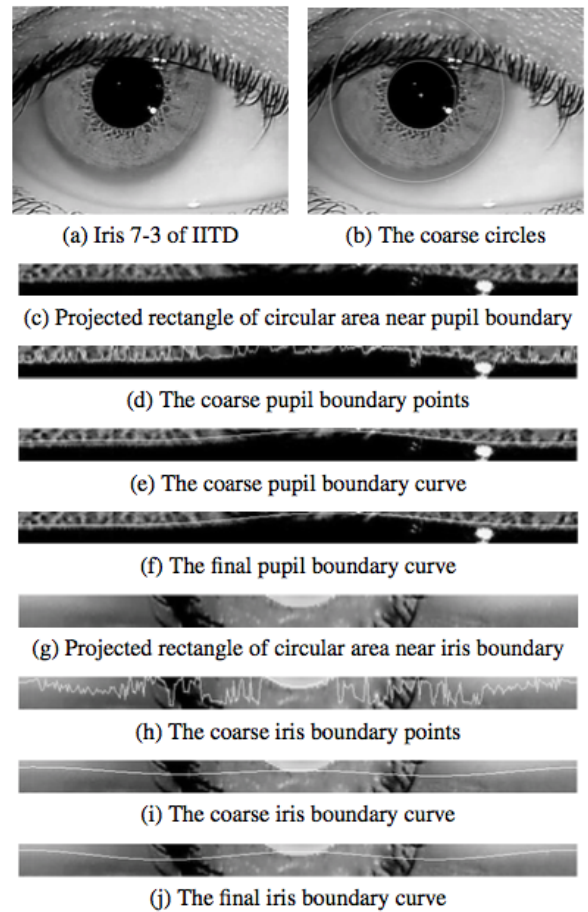 (a) Iris 7-3 of IITD
(b) The coarse circles
(c) Projected rectangle of circular area near pupil boundary
(d) The coarse pupil boundary points
(e) The coarse pupil boundary curve
(f) The final pupil boundary curve
(g) Projected rectangle of circular area near iris boundary
(h) The coarse iris boundary points
(i) The coarse iris boundary curve
(j) The final iris boundary curve